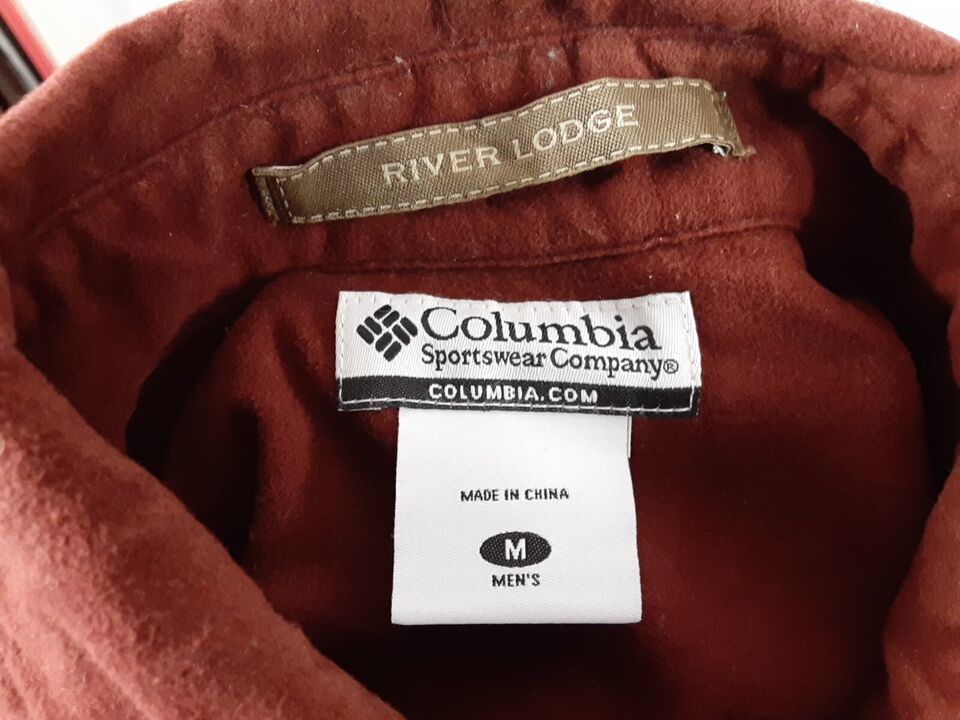 RIVER LODGE
Columbia
Sportswear Company®
COLUMBIA.COM
MADE IN CHINA
M
MEN'S